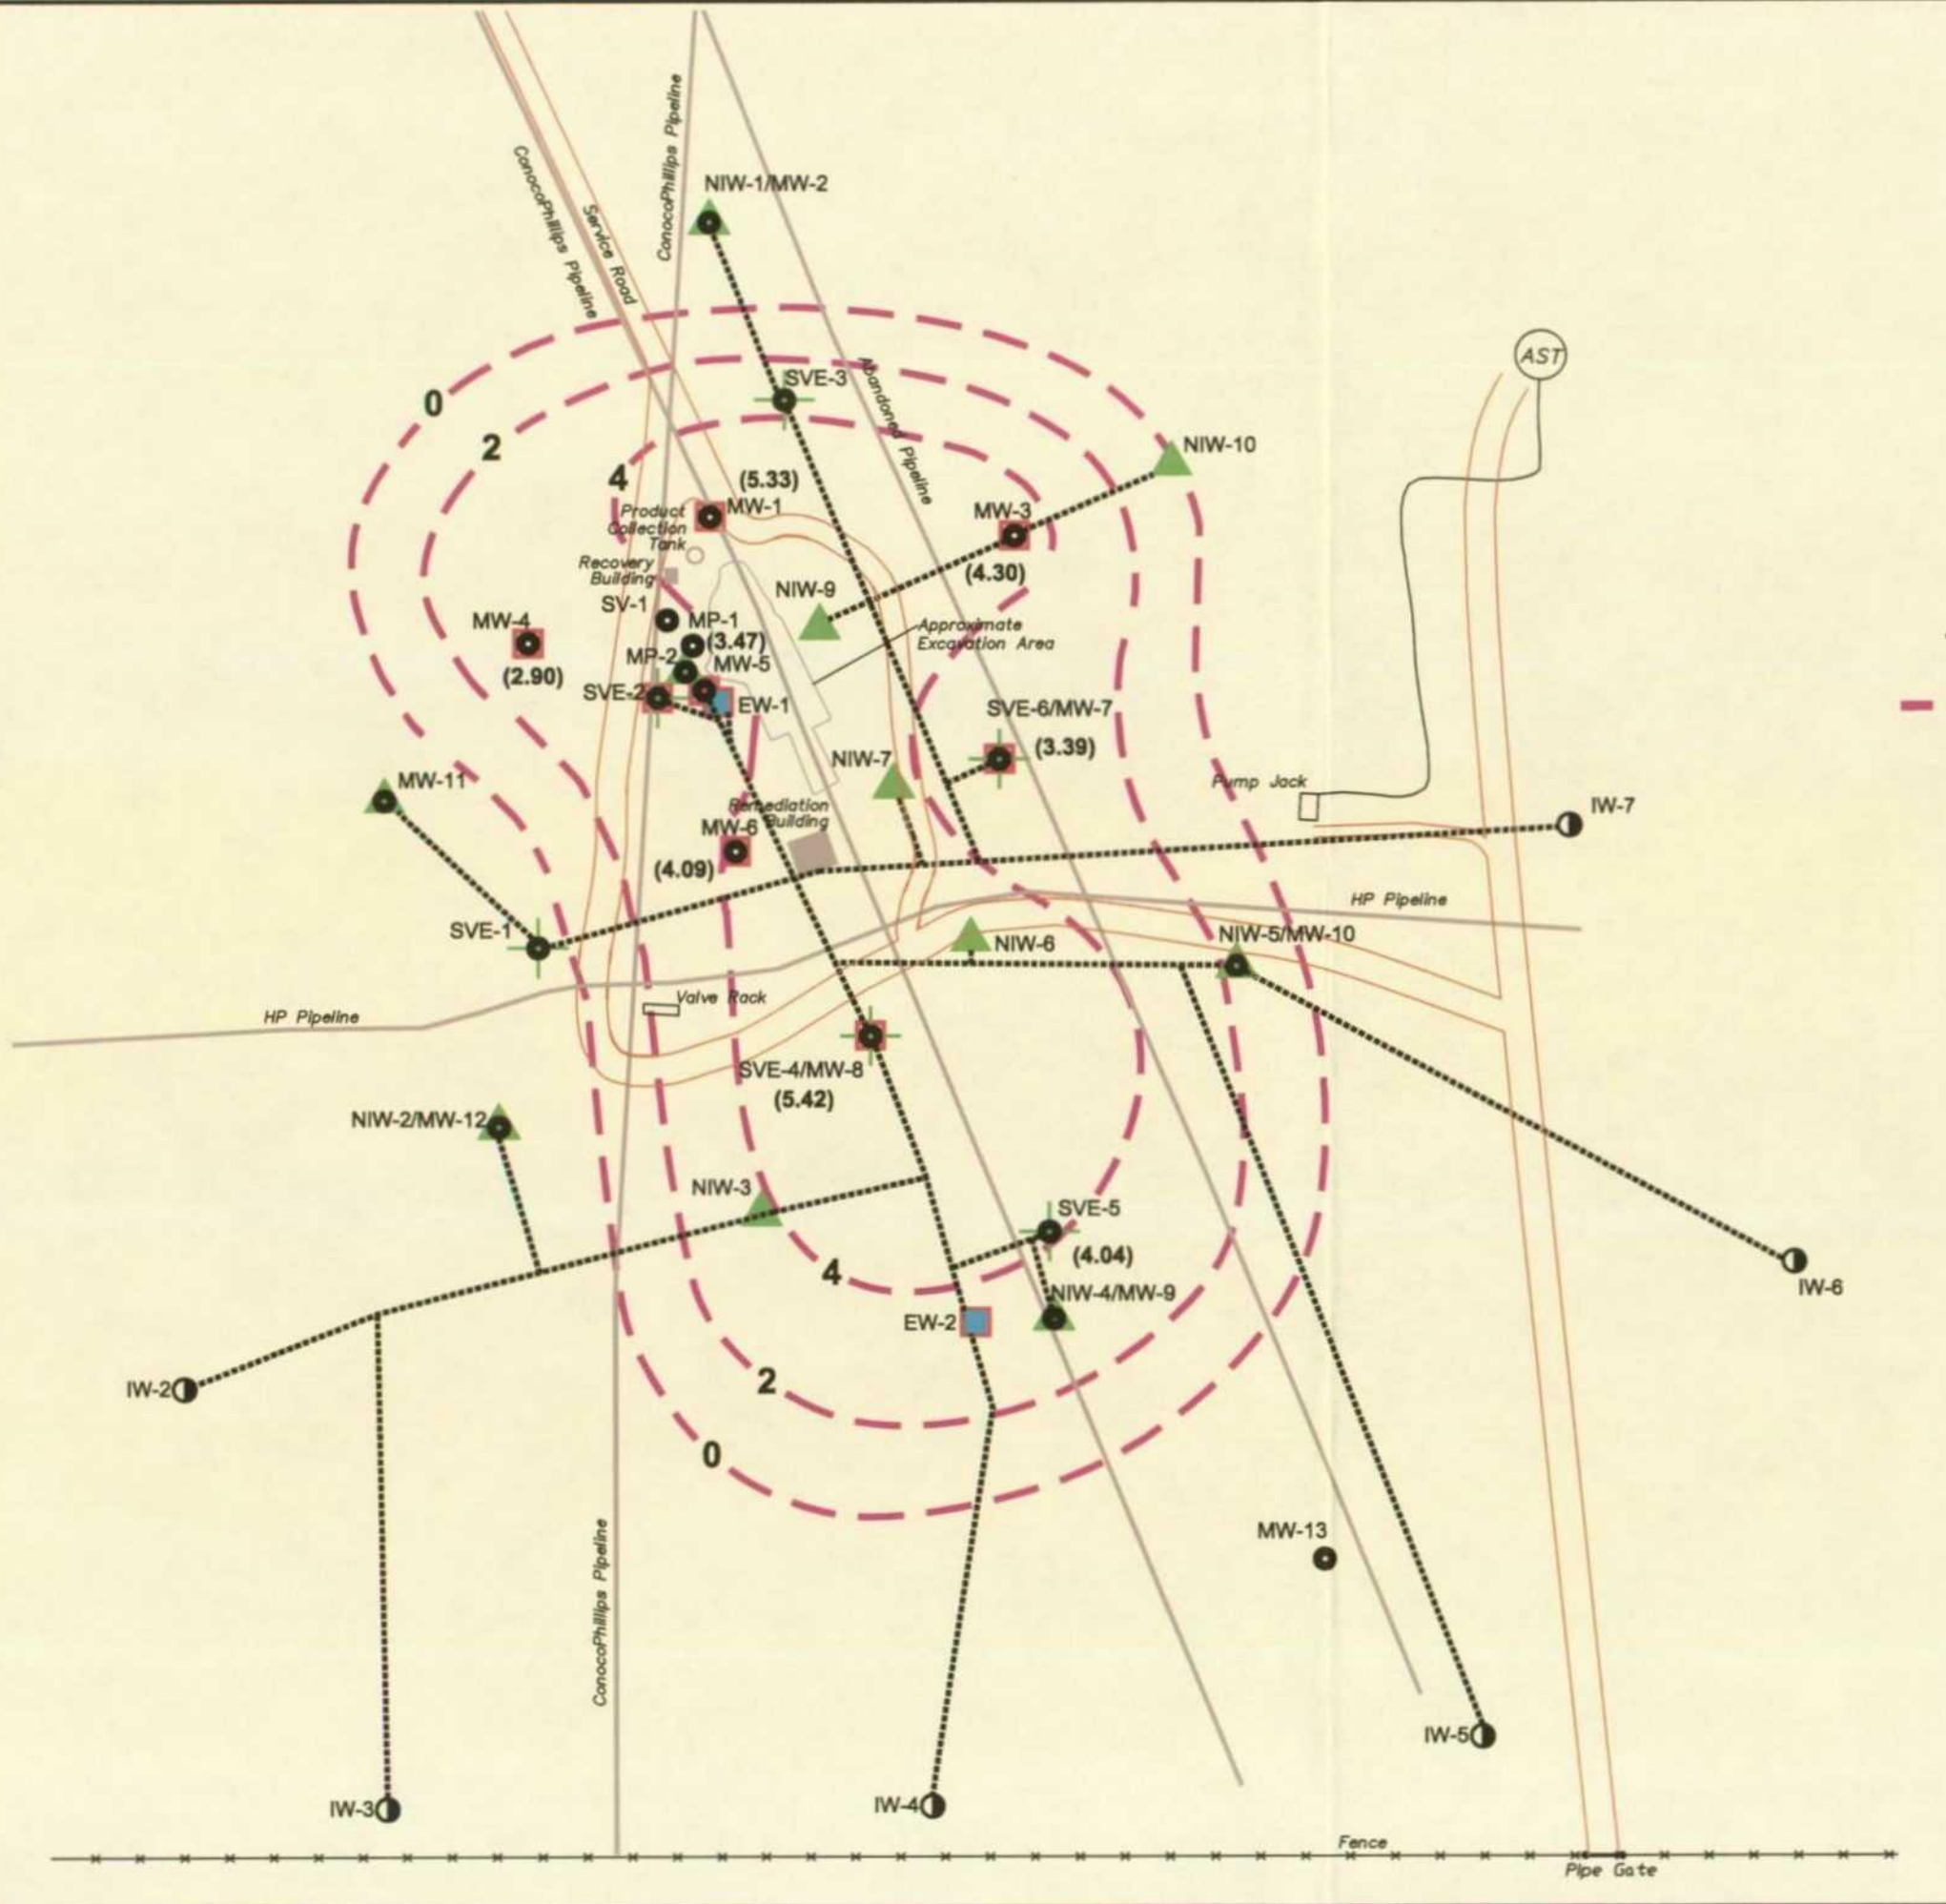 ConocoPhillips Pipeline
Service Road
ConocoPhillips Pipeline
NIW-1/MW-2
Abandoned Pipeline
SVE-3
AST
0
2
4
NIW-10
(5.33)
MW-1
MW-3
(4.30)
Product
Collection
Tank
Recovery
Building
NIW-9
SV-1
MP-1
(3.47)
MW-4
(2.90)
MP-2
MW-5
Approximate
Excavation Area
SVE-2
EW-1
SVE-6/MW-7
(3.39)
NIW-7
MW-11
Pump Jack
IW-7
Remediation
Building
MW-6
(4.09)
HP Pipeline
SVE-1
NIW-6
NIW-5/MW-10
Valve Rack
HP Pipeline
SVE-4/MW-8
(5.42)
NIW-2/MW-12
NIW-3
SVE-5
(4.04)
4
NIW-4/MW-9
EW-2
IW-6
IW-2
2
0
MW-13
ConocoPhillips Pipeline
IW-5
IW-3
IW-4
Fence
Pipe Gate